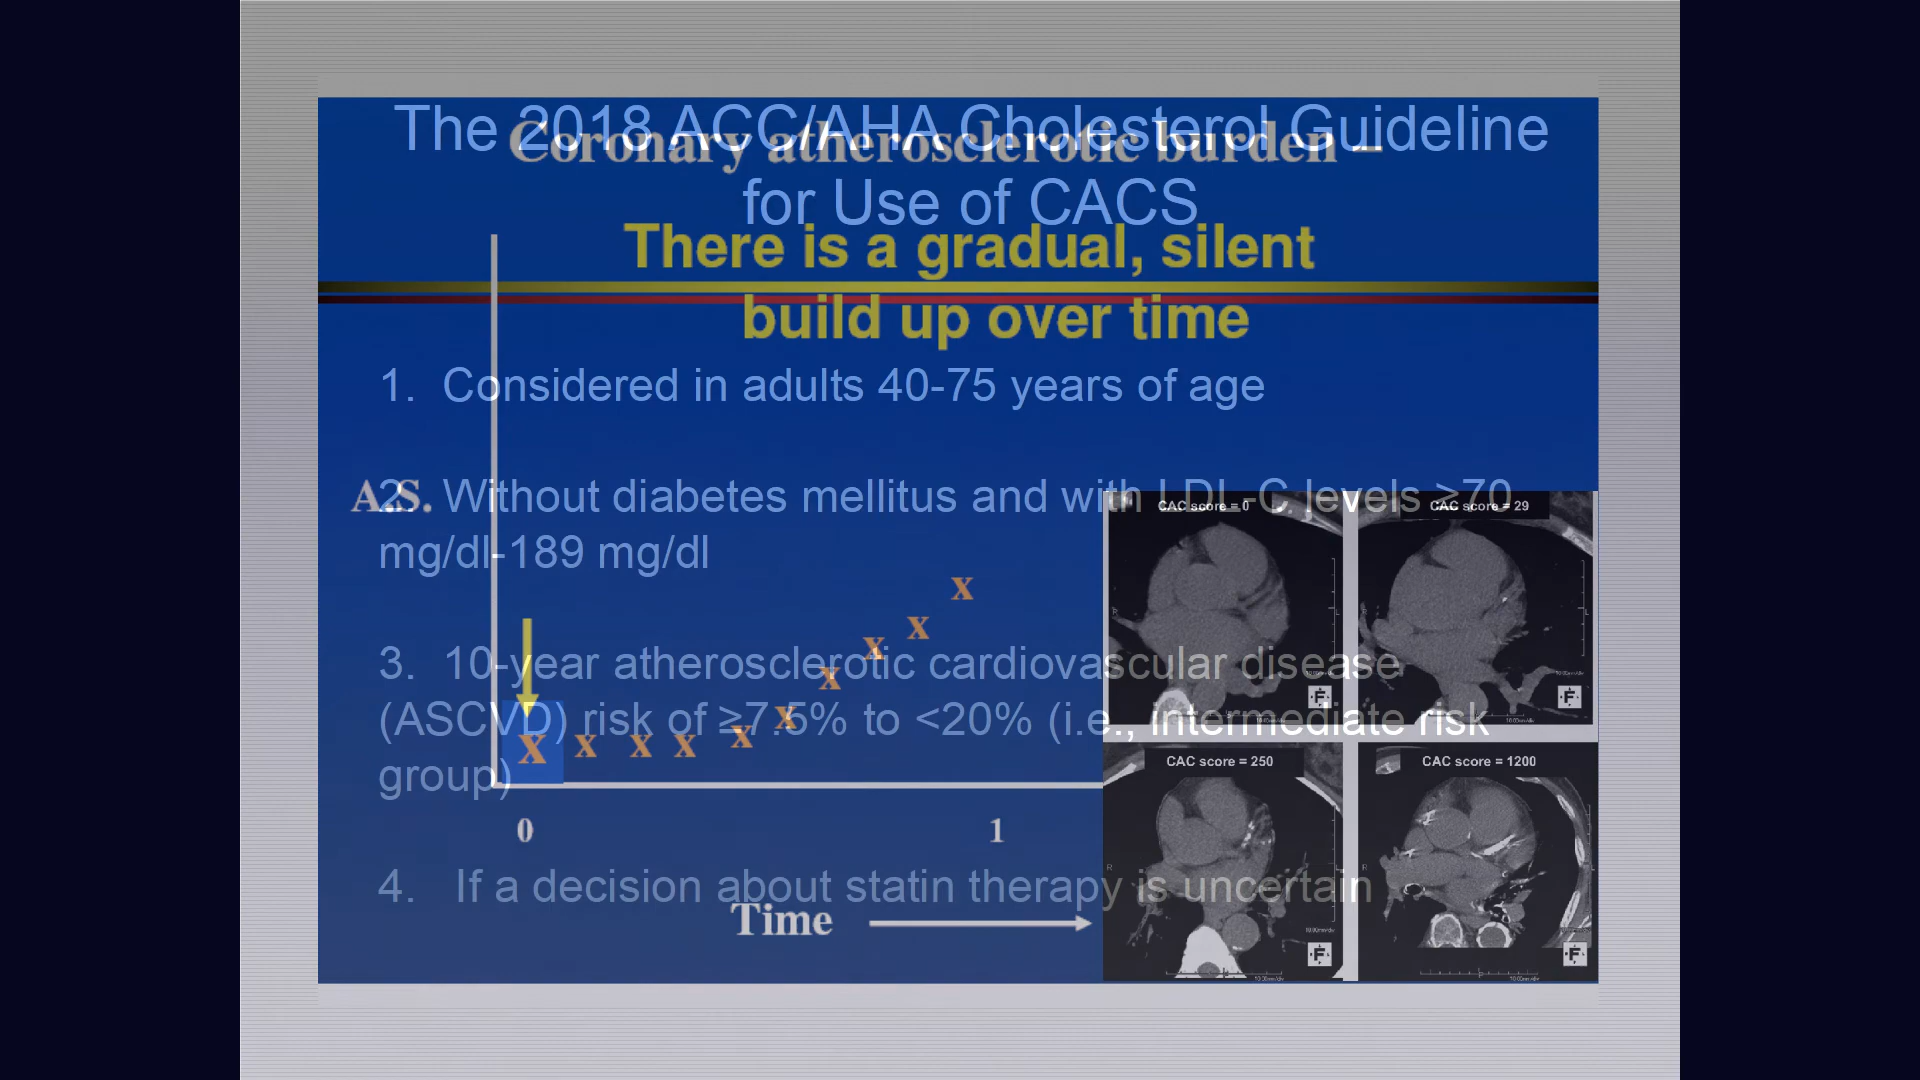 The 2018 ACC/AHA Cholesterol Guideline
for Use of CACS
Coronary atherosclerotic burden –
There is a gradual, silent
build up over time
1. Considered in adults 40-75 years of age
2. Without diabetes mellitus and with LDL-C levels ≥70
mg/dl-189 mg/dl
3. 10-year atherosclerotic cardiovascular disease
(ASCVD) risk of ≥7.5% to <20% (i.e., intermediate risk
group)
4. If a decision about statin therapy is uncertain
A.S.
x
x
x
x
x
x
x x x x x
0 1
Time
CAC score = 0
CAC score = 29
R L
F
R L
F
CAC score = 250
CAC score = 1200
R L
F
R
F